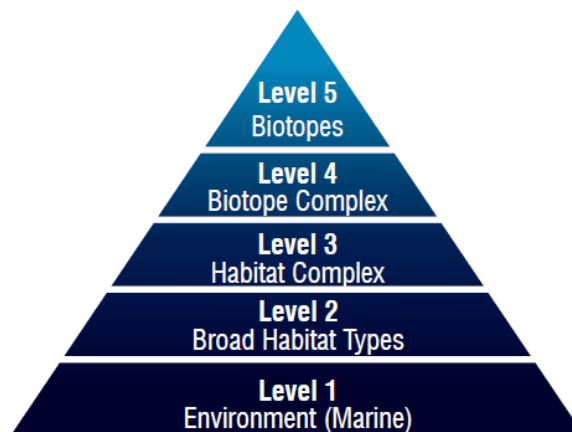 Level 5
Biotopes
Level 4
Biotope Complex
Level 3
Habitat Complex
Level 2
Broad Habitat Types
Level 1
Environment (Marine)